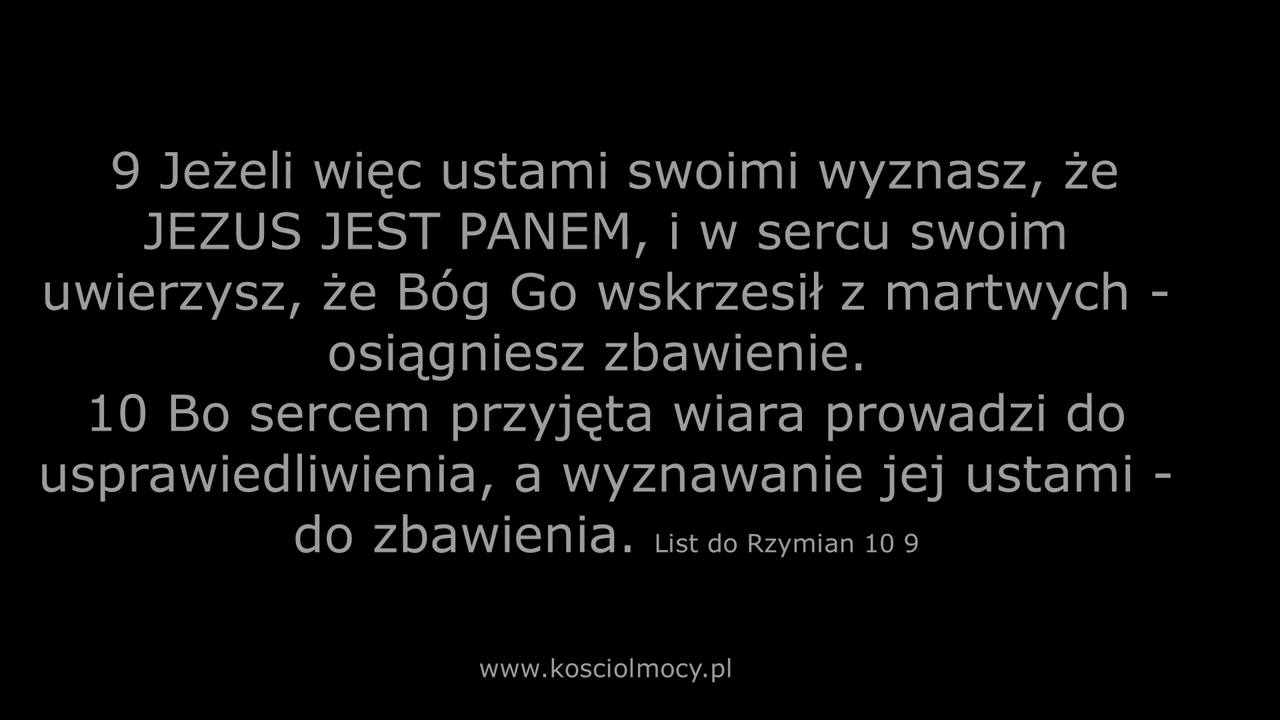 9 Jeżeli więc ustami swoimi wyznasz, że
JEZUS JEST PANEM, i w sercu swoim
uwierzysz, że Bóg Go wskrzesił z martwych -
osiągniesz zbawienie.
10 Bo sercem przyjęta wiara prowadzi do
usprawiedliwienia, a wyznawanie jej ustami -
do zbawienia. List do Rzymian 10 9
www.kosciolmocy.pl